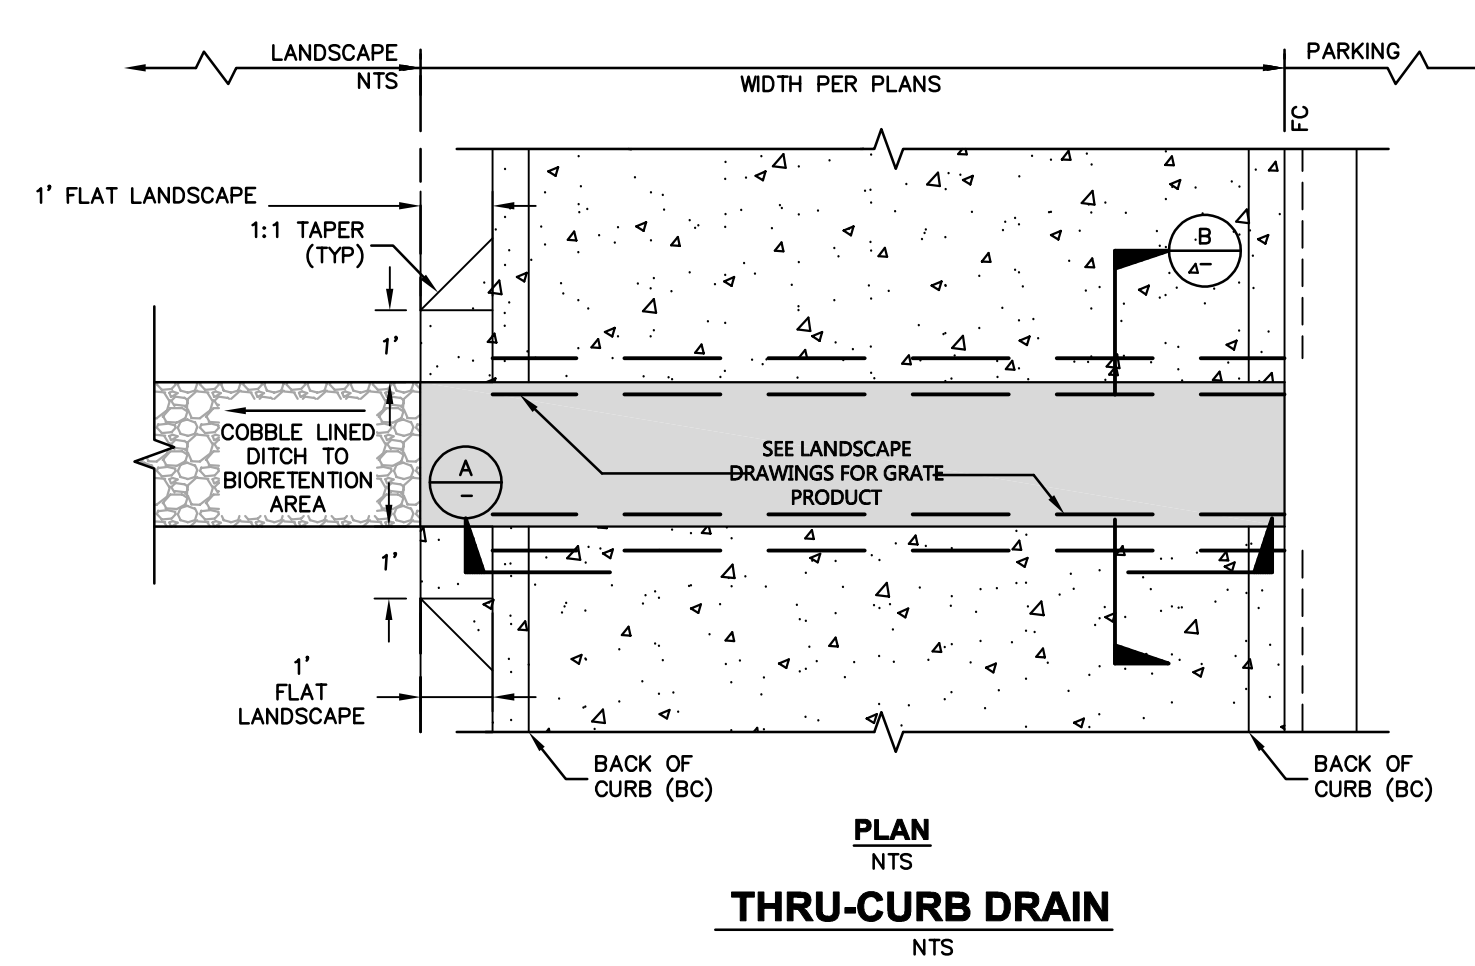 LANDSCAPE
NTS
WIDTH PER PLANS
PARKING
FC
1' FLAT LANDSCAPE
1:1 TAPER
(TYP)
B
-
1'
COBBLE LINED
DITCH TO
BIORETENTION
AREA
A
-
SEE LANDSCAPE
DRAWINGS FOR GRATE
PRODUCT
1'
1'
FLAT
LANDSCAPE
BACK OF
CURB (BC)
BACK OF
CURB (BC)
PLAN
NTS
THRU-CURB DRAIN
NTS